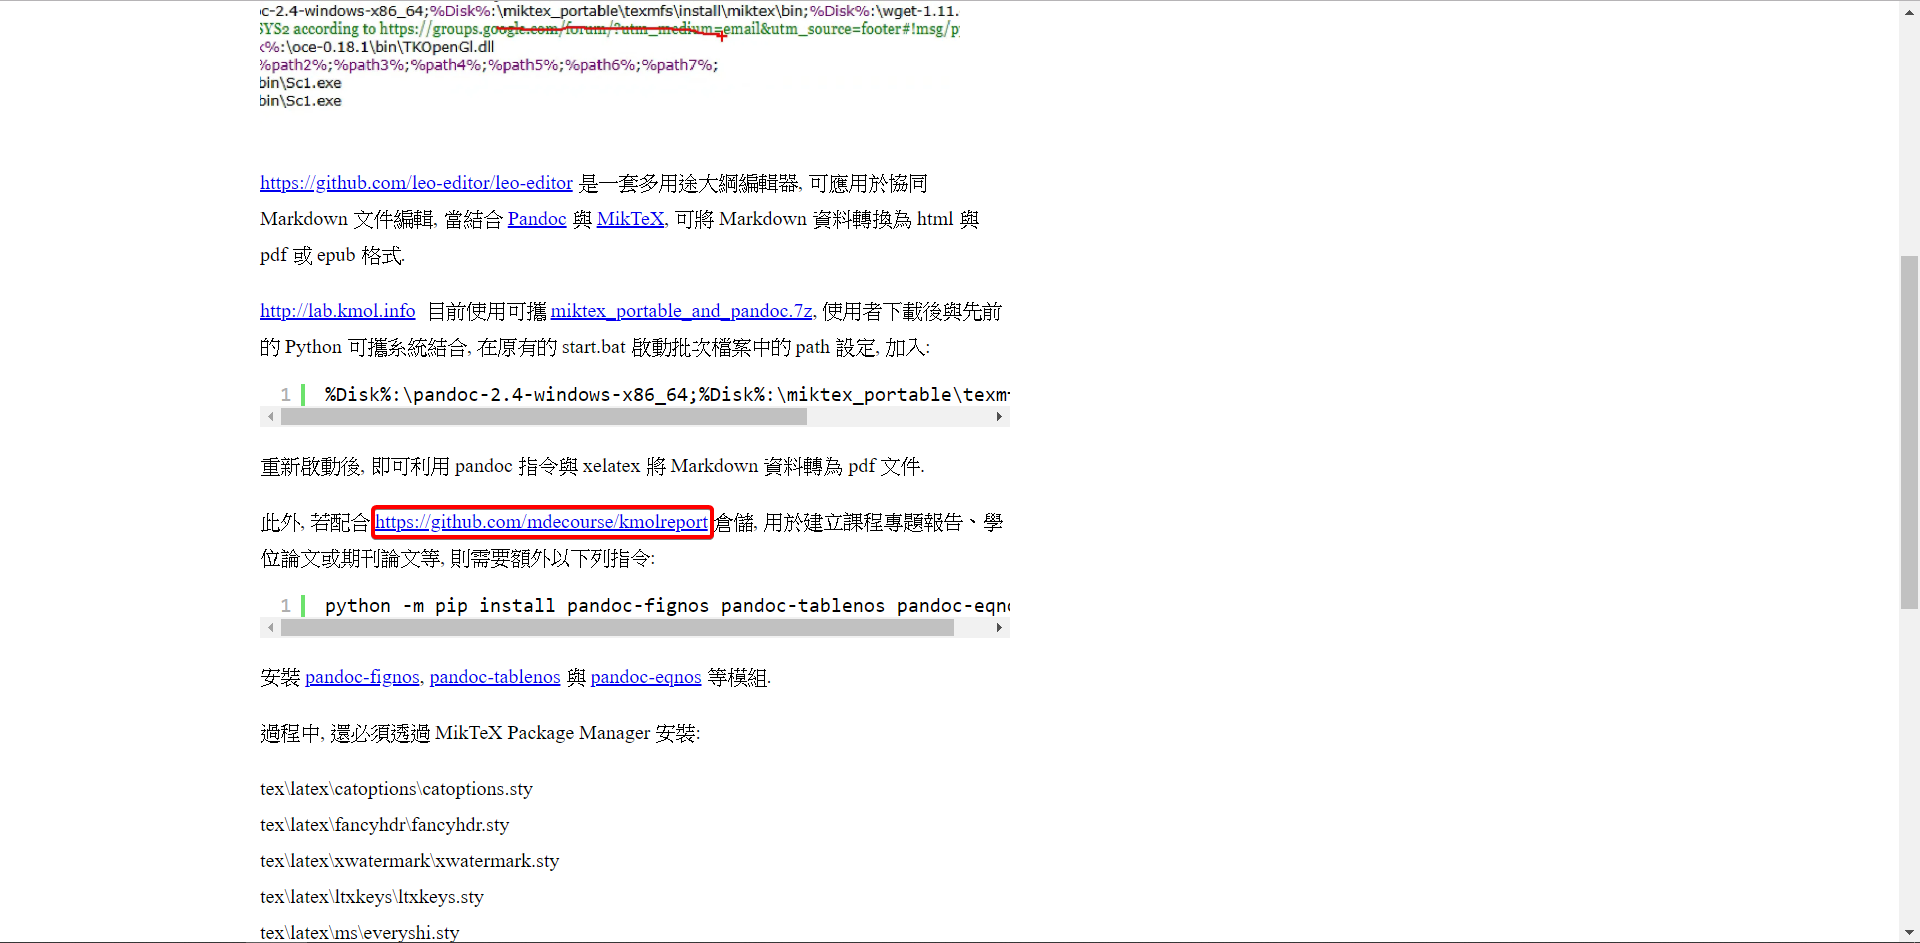 c-2.4-windows-x86_64;%Disk%:\miktex_portable\texmfs\install\miktex\bin;%Disk%:\wget-1.11.
SYS2 according to https://groups.google.com/forum/?utm_medium=email&utm_source=footer#!msg/p
k%:\oce-0.18.1\bin\TKOpenGl.dll
%path2%;%path3%;%path4%;%path5%;%path6%;%path7%;
bin\Sc1.exe
bin\Sc1.exe
https://github.com/leo-editor/leo-editor 是一套多用途大綱編輯器, 可應用於協同
Markdown 文件編輯, 當結合 Pandoc 與 MikTeX, 可將 Markdown 資料轉換為 html 與
pdf 或 epub 格式.
http://lab.kmol.info 目前使用可攜 miktex_portable_and_pandoc.7z, 使用者下載後與先前
的 Python 可攜系統結合, 在原有的 start.bat 啟動批次檔案中的 path 設定, 加入:
1 %Disk%:\pandoc-2.4-windows-x86_64;%Disk%:\miktex_portable\texm
重新啟動後, 即可利用 pandoc 指令與 xelatex 將 Markdown 資料轉為 pdf 文件.
此外, 若配合 https://github.com/mdecourse/kmolreport 倉儲, 用於建立課程專題報告、學
位論文或期刊論文等, 則需要額外以下列指令:
1 python -m pip install pandoc-fignos pandoc-tablenos pandoc-eqn
安裝 pandoc-fignos, pandoc-tablenos 與 pandoc-eqnos 等模組.
過程中, 還必須透過 MikTeX Package Manager 安裝:
tex\latex\catoptions\catoptions.sty
tex\latex\fancyhdr\fancyhdr.sty
tex\latex\xwatermark\xwatermark.sty
tex\latex\ltxkeys\ltxkeys.sty
tex\latex\ms\everyshi.sty